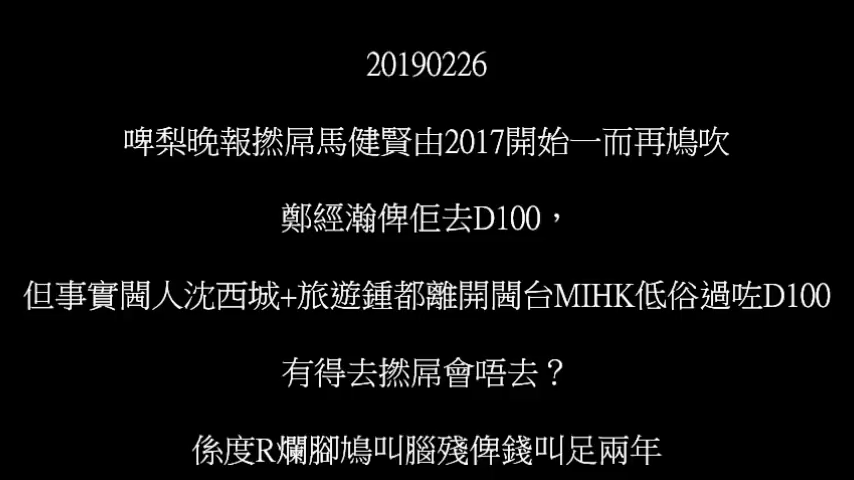 20190226
啤梨晚報撚屌馬健賢由2017開始一而再鳩吹
鄭經瀚俾佢去D100，
但事實閪人沈西城+旅遊鍾都離開閪台MIHK低俗過咗D100
有得去撚屌會唔去？
係度R爛腳鳩叫腦殘俾錢叫足兩年